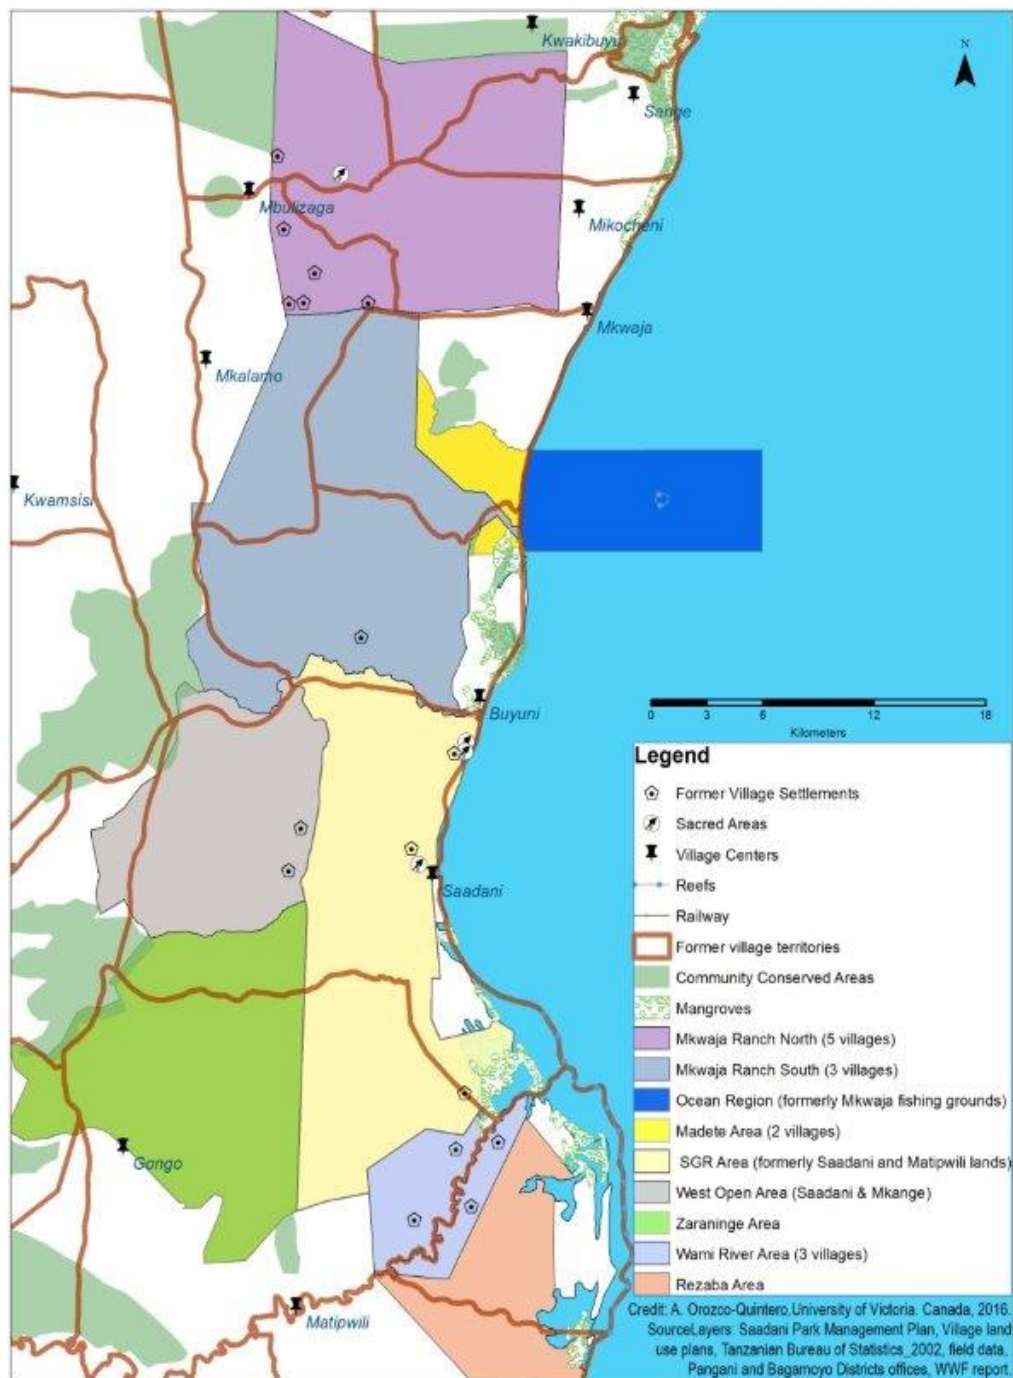 N
Kwakibuyu
Sange
Mbulizaga
Mikocheni
Mkwaja
Mkalamo
Kwamsisi
Buyuni
0 3 6 12 18
Kilometers
Saadani
Gongo
Matipwili
Legend
Former Village Settlements
Sacred Areas
Village Centers
Reefs
Railway
Former village territories
Community Conserved Areas
Mangroves
Mkwaja Ranch North (5 villages)
Mkwaja Ranch South (3 villages)
Ocean Region (formerly Mkwaja fishing grounds)
Madete Area (2 villages)
SGR Area (formerly Saadani and Matipwili lands)
West Open Area (Saadani & Mkange)
Zaraninge Area
Wami River Area (3 villages)
Rezaba Area
Credit: A. Orozco-Quintero,University of Victoria. Canada, 2016.
SourceLayers: Saadani Park Management Plan, Village land
use plans, Tanzanian Bureau of Statistics_2002, field data,
Pangani and Bagamoyo Districts offices, WWF report.